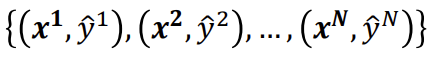 {(x¹, ŷ¹), (x², ŷ²), …, (xᴺ, ŷᴺ)}